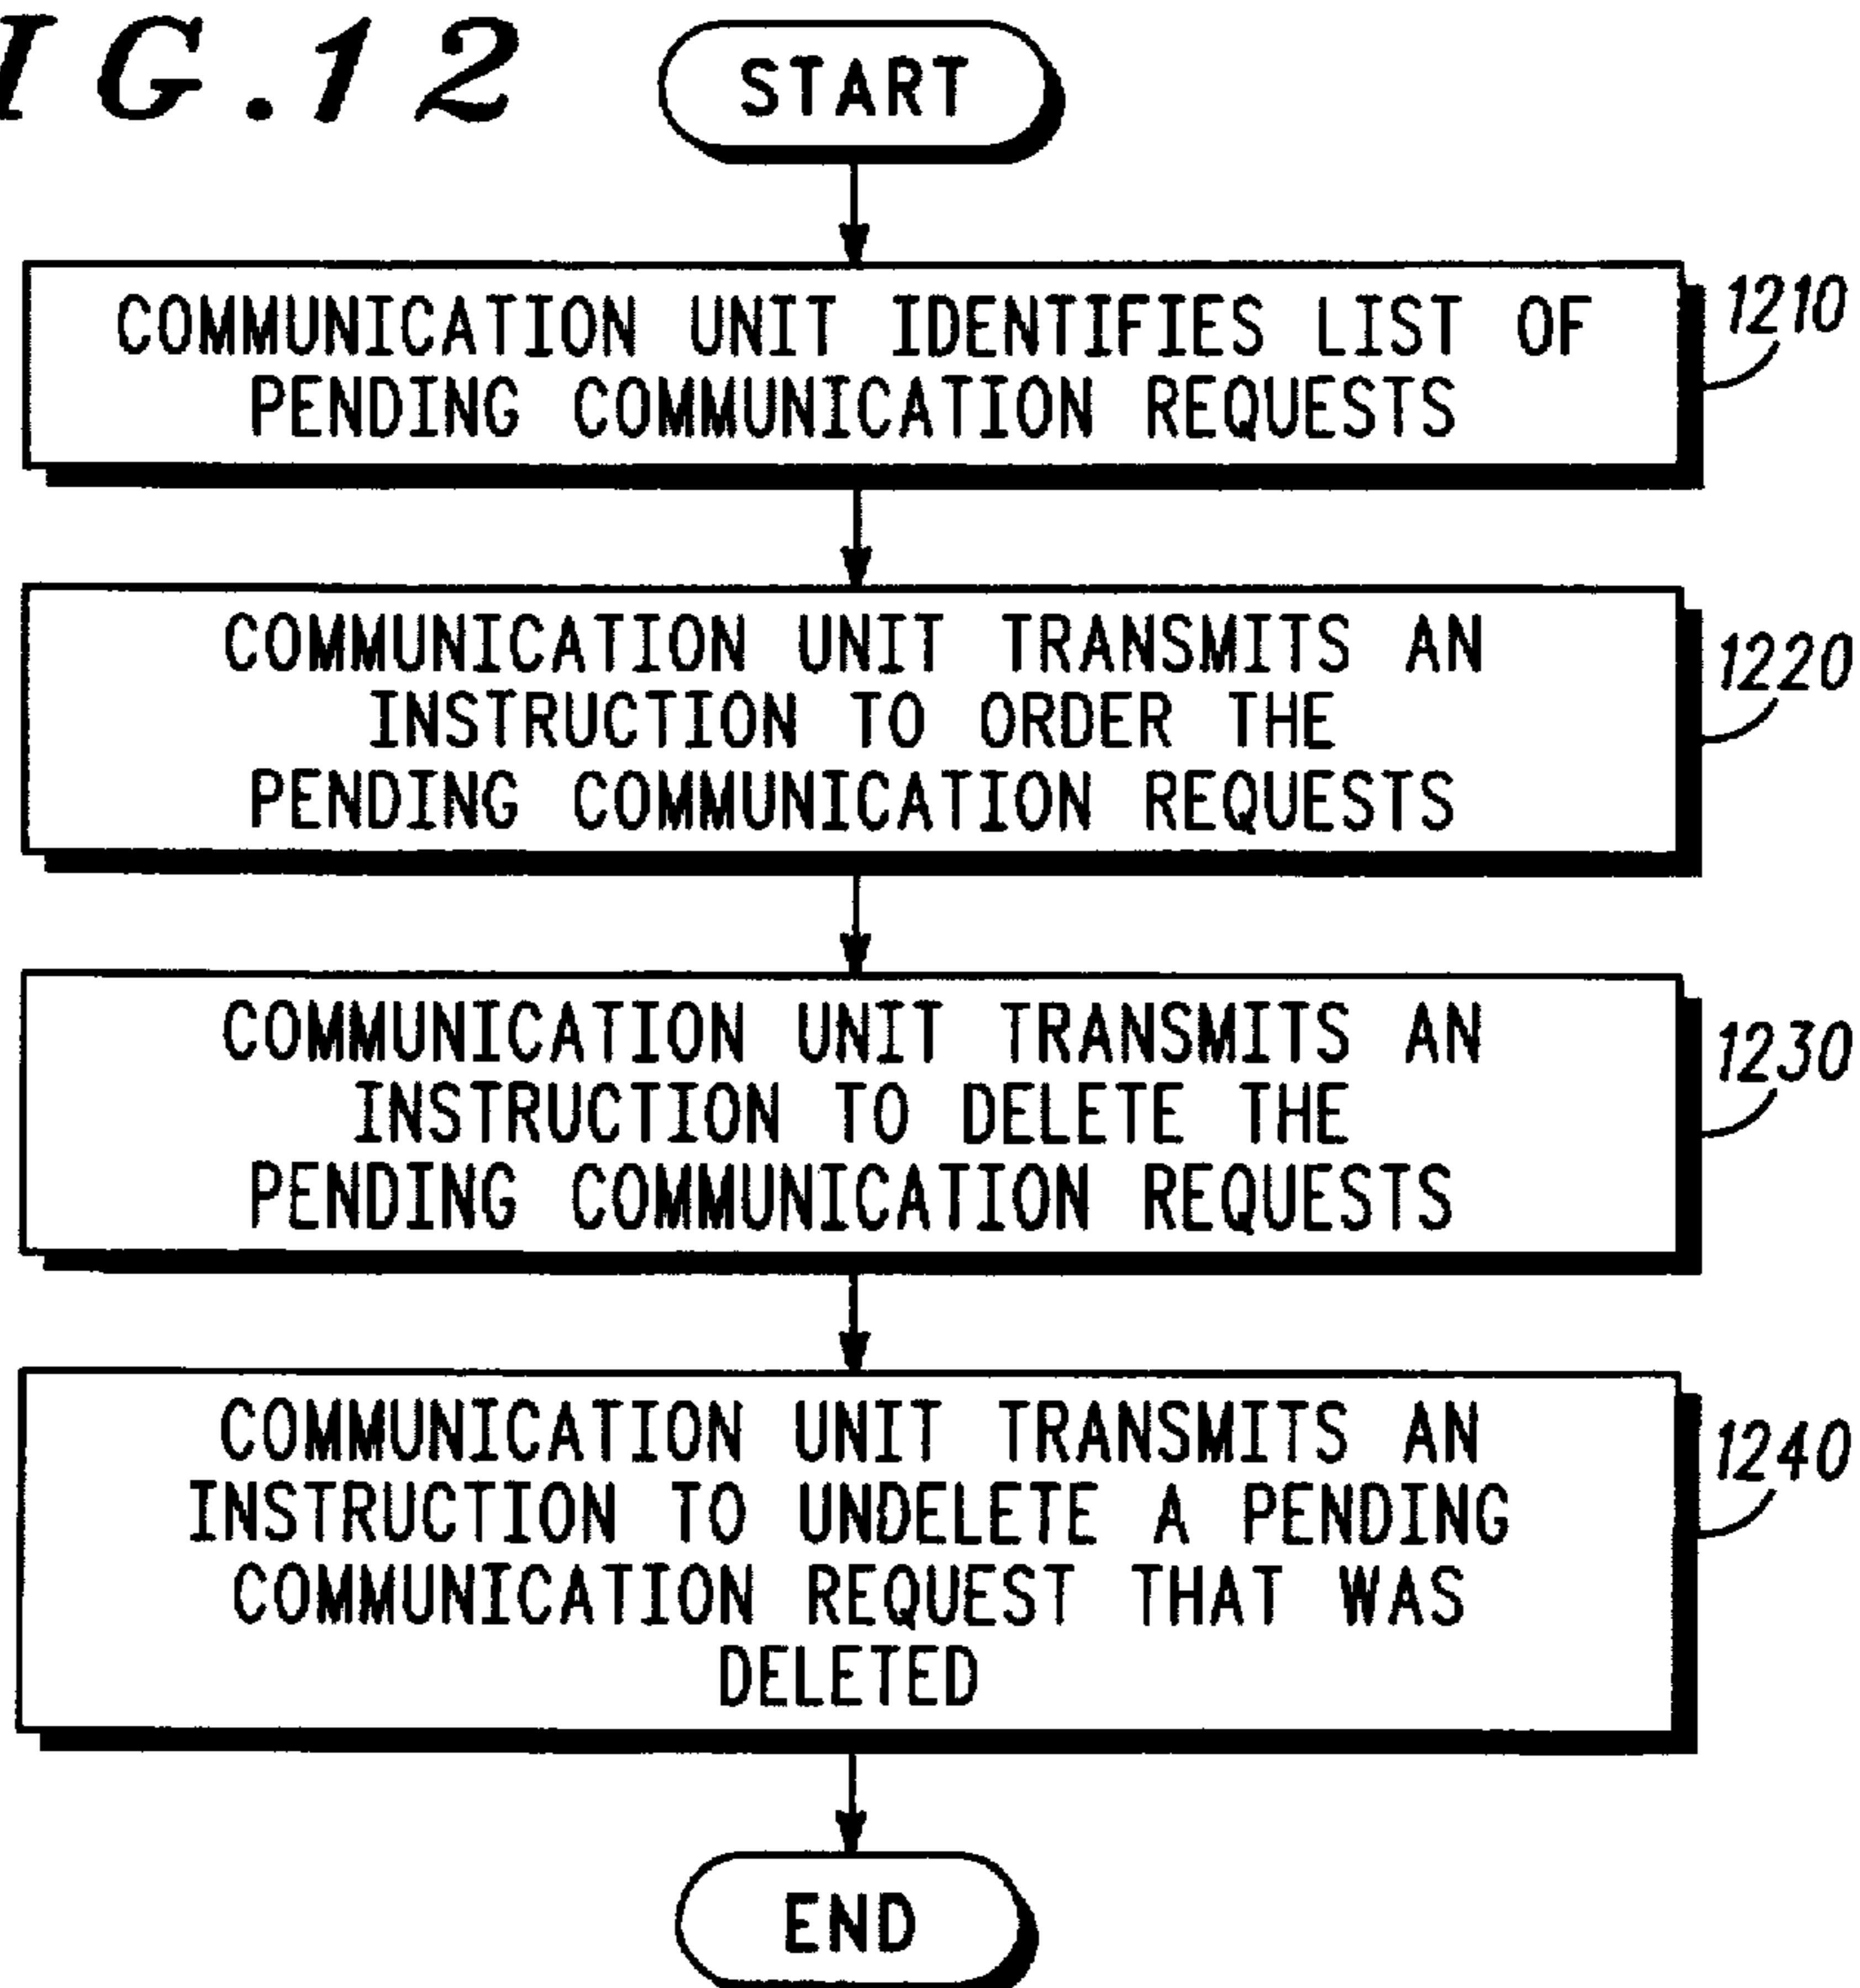 IG.12
START
COMMUNICATION UNIT IDENTIFIES LIST OF
PENDING COMMUNICATION REQUESTS
1210
COMMUNICATION UNIT TRANSMITS AN
INSTRUCTION TO ORDER THE
PENDING COMMUNICATION REQUESTS
1220
COMMUNICATION UNIT TRANSMITS AN
INSTRUCTION TO DELETE THE
PENDING COMMUNICATION REQUESTS
1230
COMMUNICATION UNIT TRANSMITS AN
INSTRUCTION TO UNDELETE A PENDING
COMMUNICATION REQUEST THAT WAS
DELETED
1240
END